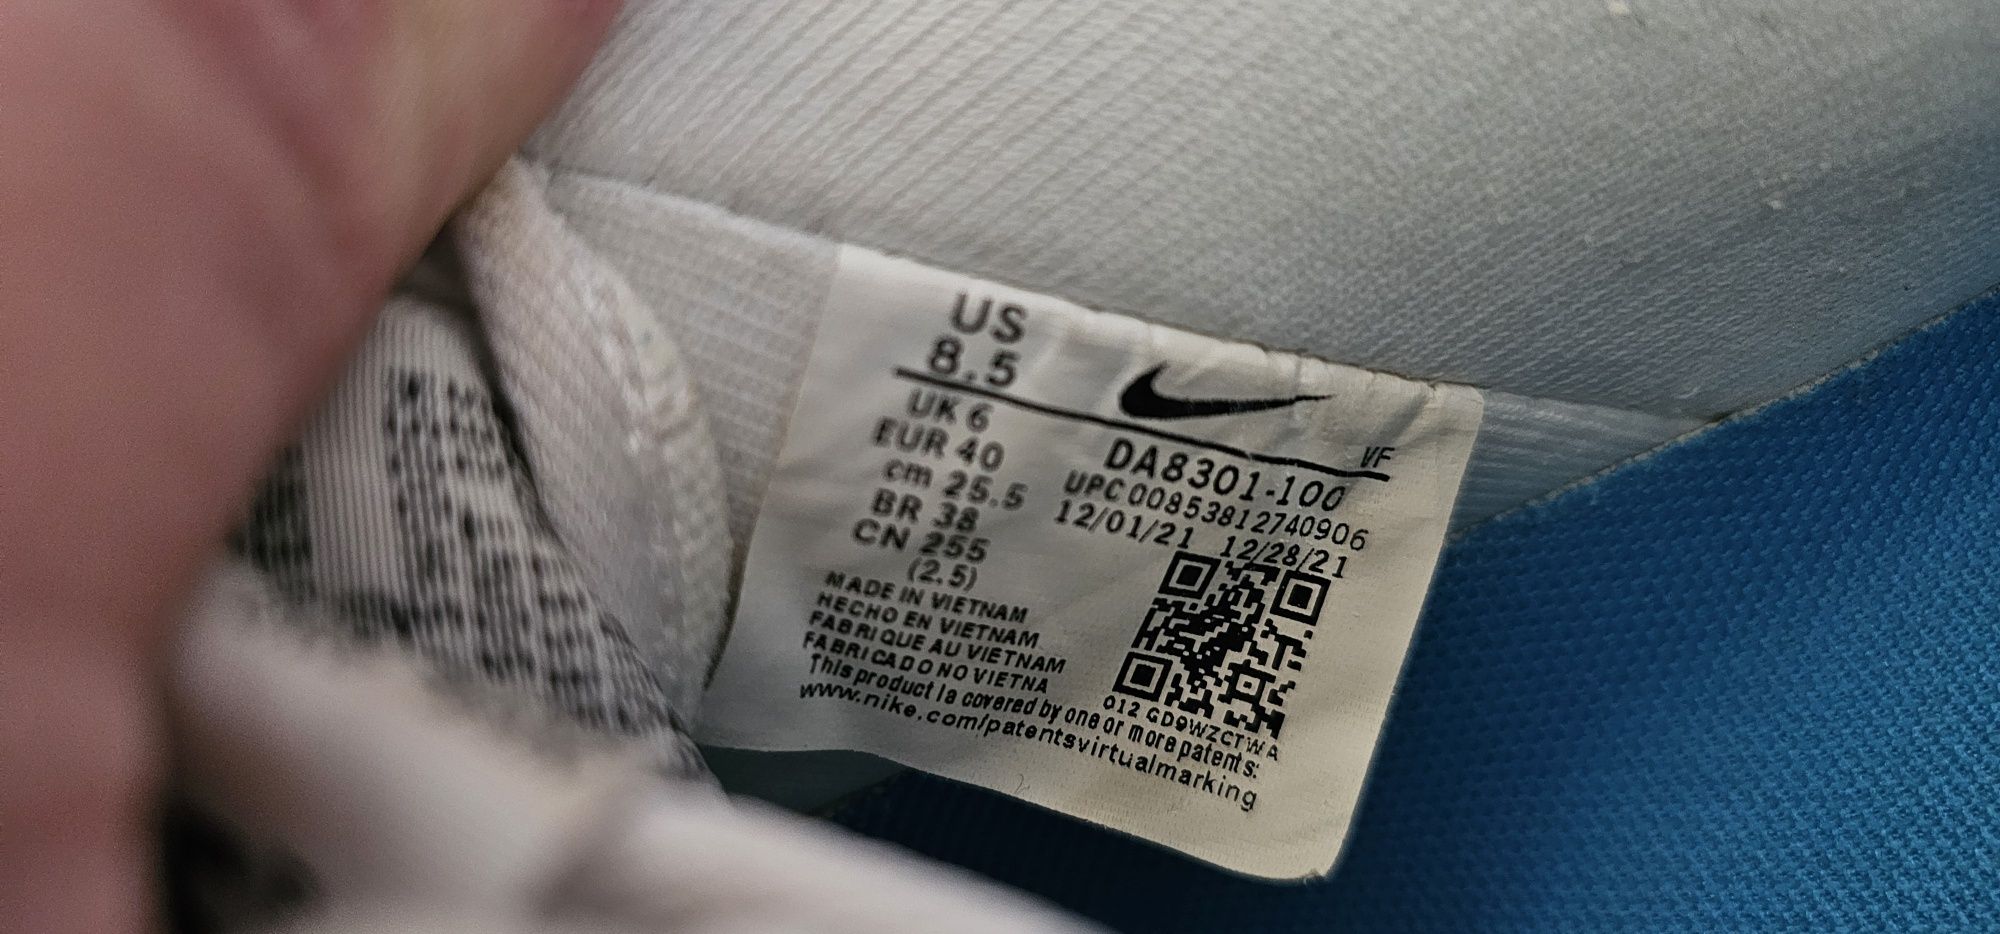 US
8.5
VF
UK 6
EUR 40
cm 25.5
BR 38
CN 255
(2.5)
DA8301-100
UPC 00853812740906
12/01/21 12/28/21
MADE IN VIETNAM
HECHO EN VIETNAM
FABRIQUE AU VIETNAM
FABRICADO NO VIETNA
012 GD9WZCTWA
This product is covered by one or more patents:
www.nike.com/patentsvirtualmarking